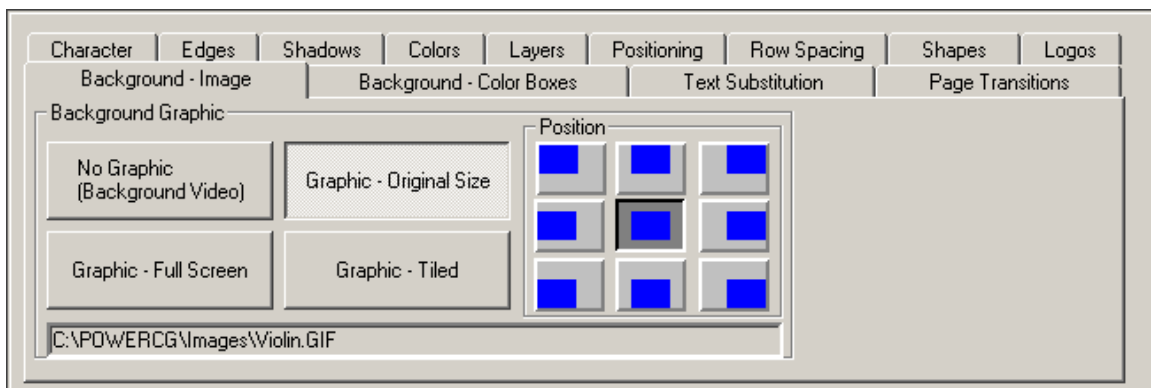 Character Edges Shadows Colors Layers Positioning Row Spacing Shapes Logos
Background - Image Background - Color Boxes Text Substitution Page Transitions
Background Graphic
Position
No Graphic
(Background Video)
Graphic - Original Size
Graphic - Full Screen
Graphic - Tiled
C:\POWERCG\Images\Violin.GIF